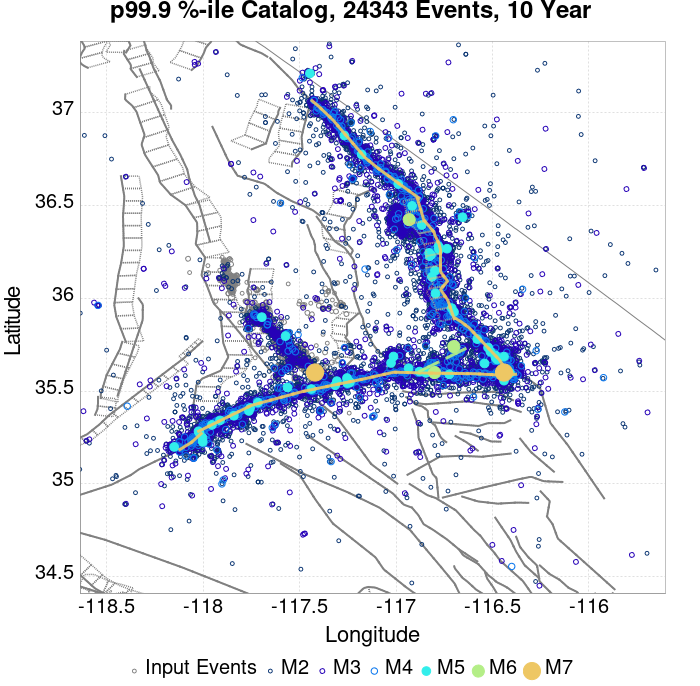 p99.9 %-ile Catalog, 24343 Events, 10 Year
37
36.5
36
35.5
35
34.5
Latitude
-118.5 -118 -117.5 -117 -116.5 -116
Longitude
Input Events M2 M3 M4 M5 M6 M7